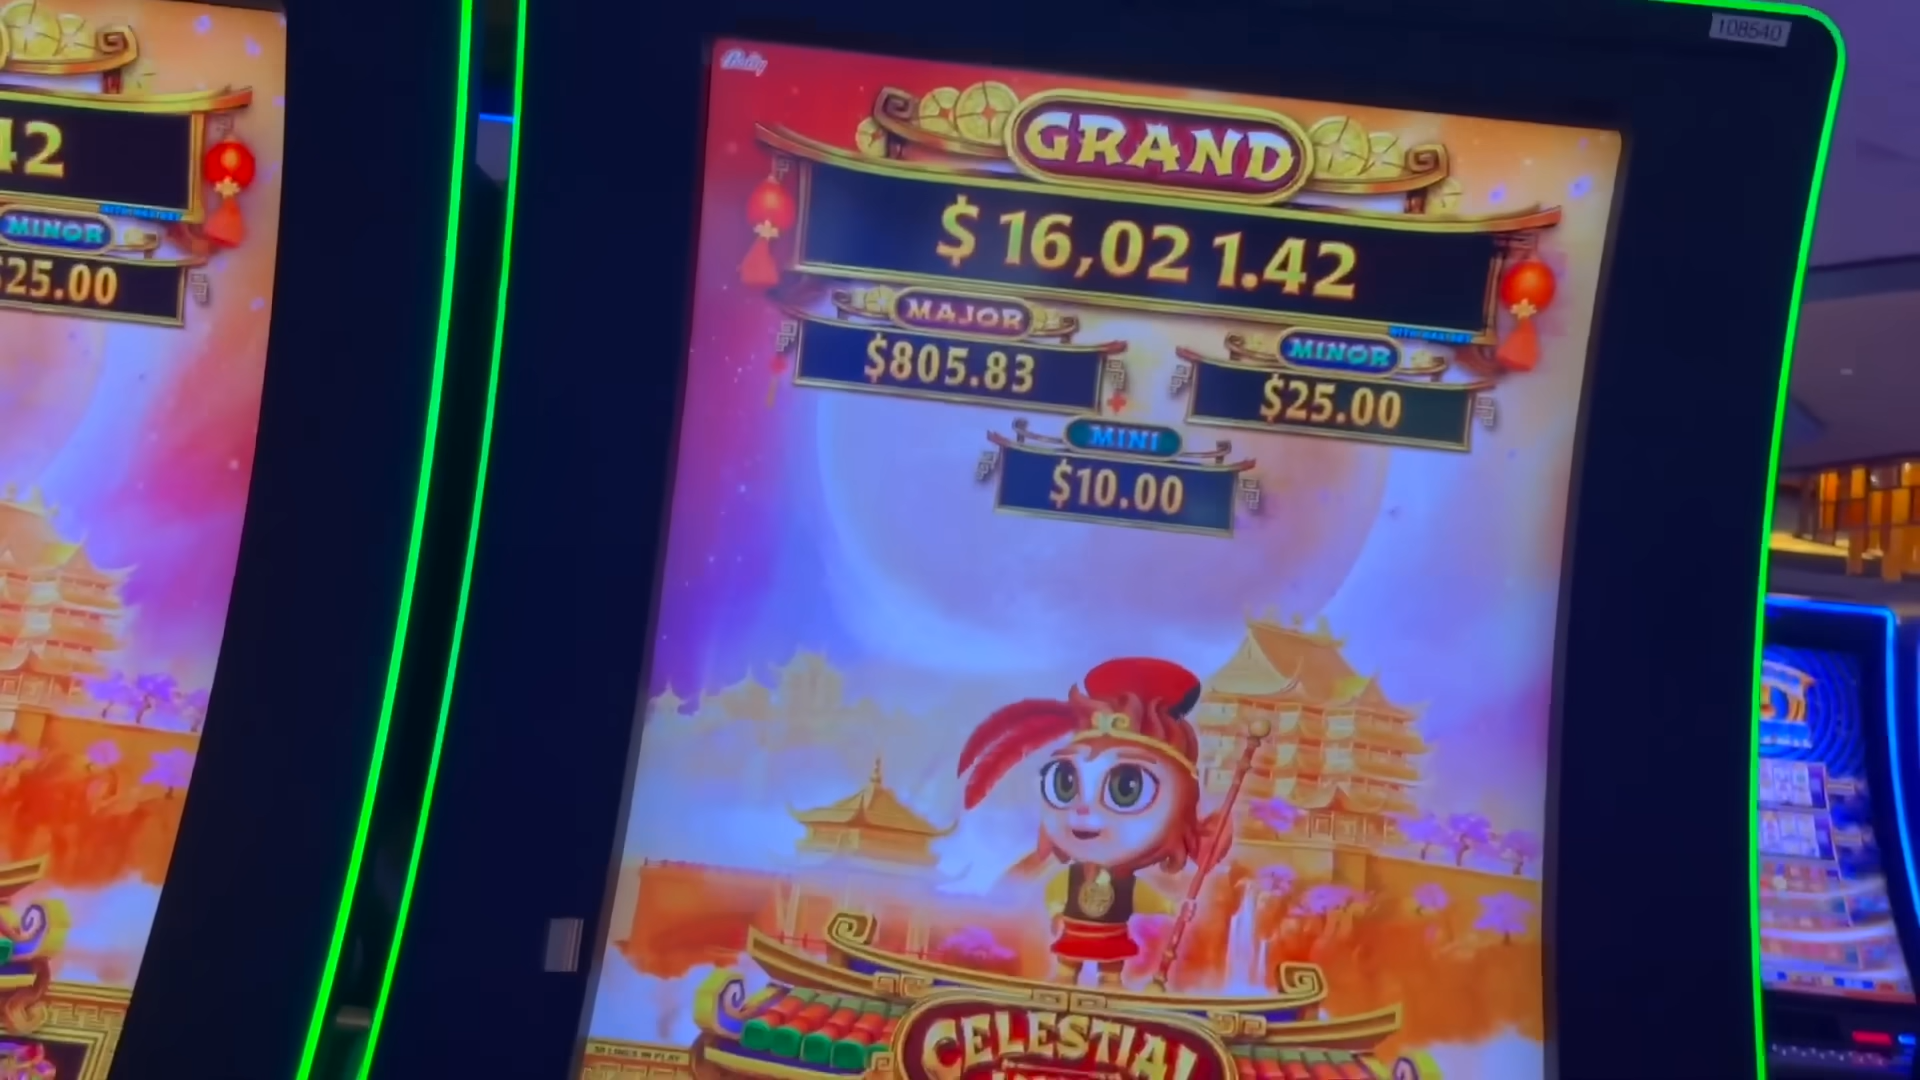 108540
Bally
GRAND
42
$16,021.42
MINOR
MAJOR
MINOR
$25.00
$805.83
$25.00
MINI
$10.00
CELESTIAL